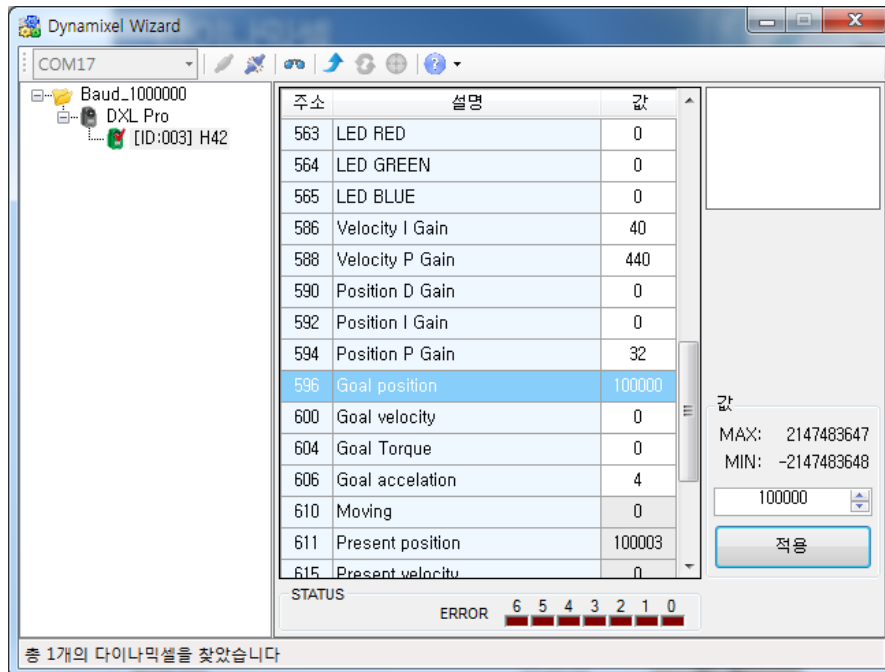 Dynamixel Wizard
COM17
Baud_1000000
DXL Pro
[ID:003] H42
주소 설명 값
563 LED RED 0
564 LED GREEN 0
565 LED BLUE 0
586 Velocity I Gain 40
588 Velocity P Gain 440
590 Position D Gain 0
592 Position I Gain 0
594 Position P Gain 32
596 Goal position 100000
600 Goal velocity 0
604 Goal Torque 0
606 Goal accelation 4
610 Moving 0
611 Present position 100003
615 Present velocity 0
값
MAX: 2147483647
MIN: -2147483648
100000
적용
STATUS
ERROR 6 5 4 3 2 1 0
총 1개의 다이나믹셀을 찾았습니다